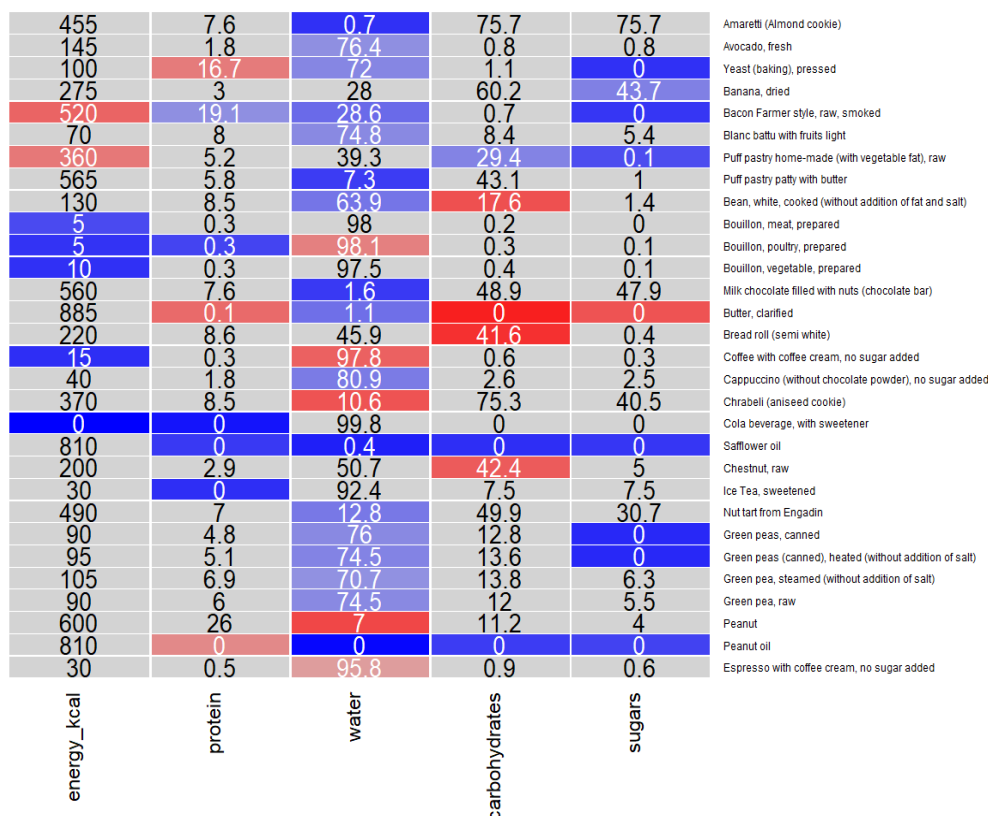 455 7.6 0.7 75.7 75.7 Amaretti (Almond cookie)
145 1.8 76.4 0.8 0.8 Avocado, fresh
100 16.7 72 1.1 0 Yeast (baking), pressed
275 3 28 60.2 43.7 Banana, dried
520 19.1 28.6 0.7 0 Bacon Farmer style, raw, smoked
70 8 74.8 8.4 5.4 Blanc battu with fruits light
360 5.2 39.3 29.4 0.1 Puff pastry home-made (with vegetable fat), raw
565 5.8 7.3 43.1 1 Puff pastry patty with butter
130 8.5 63.9 17.6 1.4 Bean, white, cooked (without addition of fat and salt)
5 0.3 98 0.2 0 Bouillon, meat, prepared
5 0.3 98.1 0.3 0.1 Bouillon, poultry, prepared
10 0.3 97.5 0.4 0.1 Bouillon, vegetable, prepared
560 7.6 1.6 48.9 47.9 Milk chocolate filled with nuts (chocolate bar)
885 0.1 1.1 0 0 Butter, clarified
220 8.6 45.9 41.6 0.4 Bread roll (semi white)
15 0.3 97.8 0.6 0.3 Coffee with coffee cream, no sugar added
40 1.8 80.9 2.6 2.5 Cappuccino (without chocolate powder), no sugar added
370 8.5 10.6 75.3 40.5 Chrabeli (aniseed cookie)
0 0 99.8 0 0 Cola beverage, with sweetener
810 0 0.4 0 0 Safflower oil
200 2.9 50.7 42.4 5 Chestnut, raw
30 0 92.4 7.5 7.5 Ice Tea, sweetened
490 7 12.8 49.9 30.7 Nut tart from Engadin
90 4.8 76 12.8 0 Green peas, canned
95 5.1 74.5 13.6 0 Green peas (canned), heated (without addition of salt)
105 6.9 70.7 13.8 6.3 Green pea, steamed (without addition of salt)
90 6 74.5 12 5.5 Green pea, raw
600 26 7 11.2 4 Peanut
810 0 0 0 0 Peanut oil
30 0.5 95.8 0.9 0.6 Espresso with coffee cream, no sugar added
energy_kcal protein water carbohydrates sugars